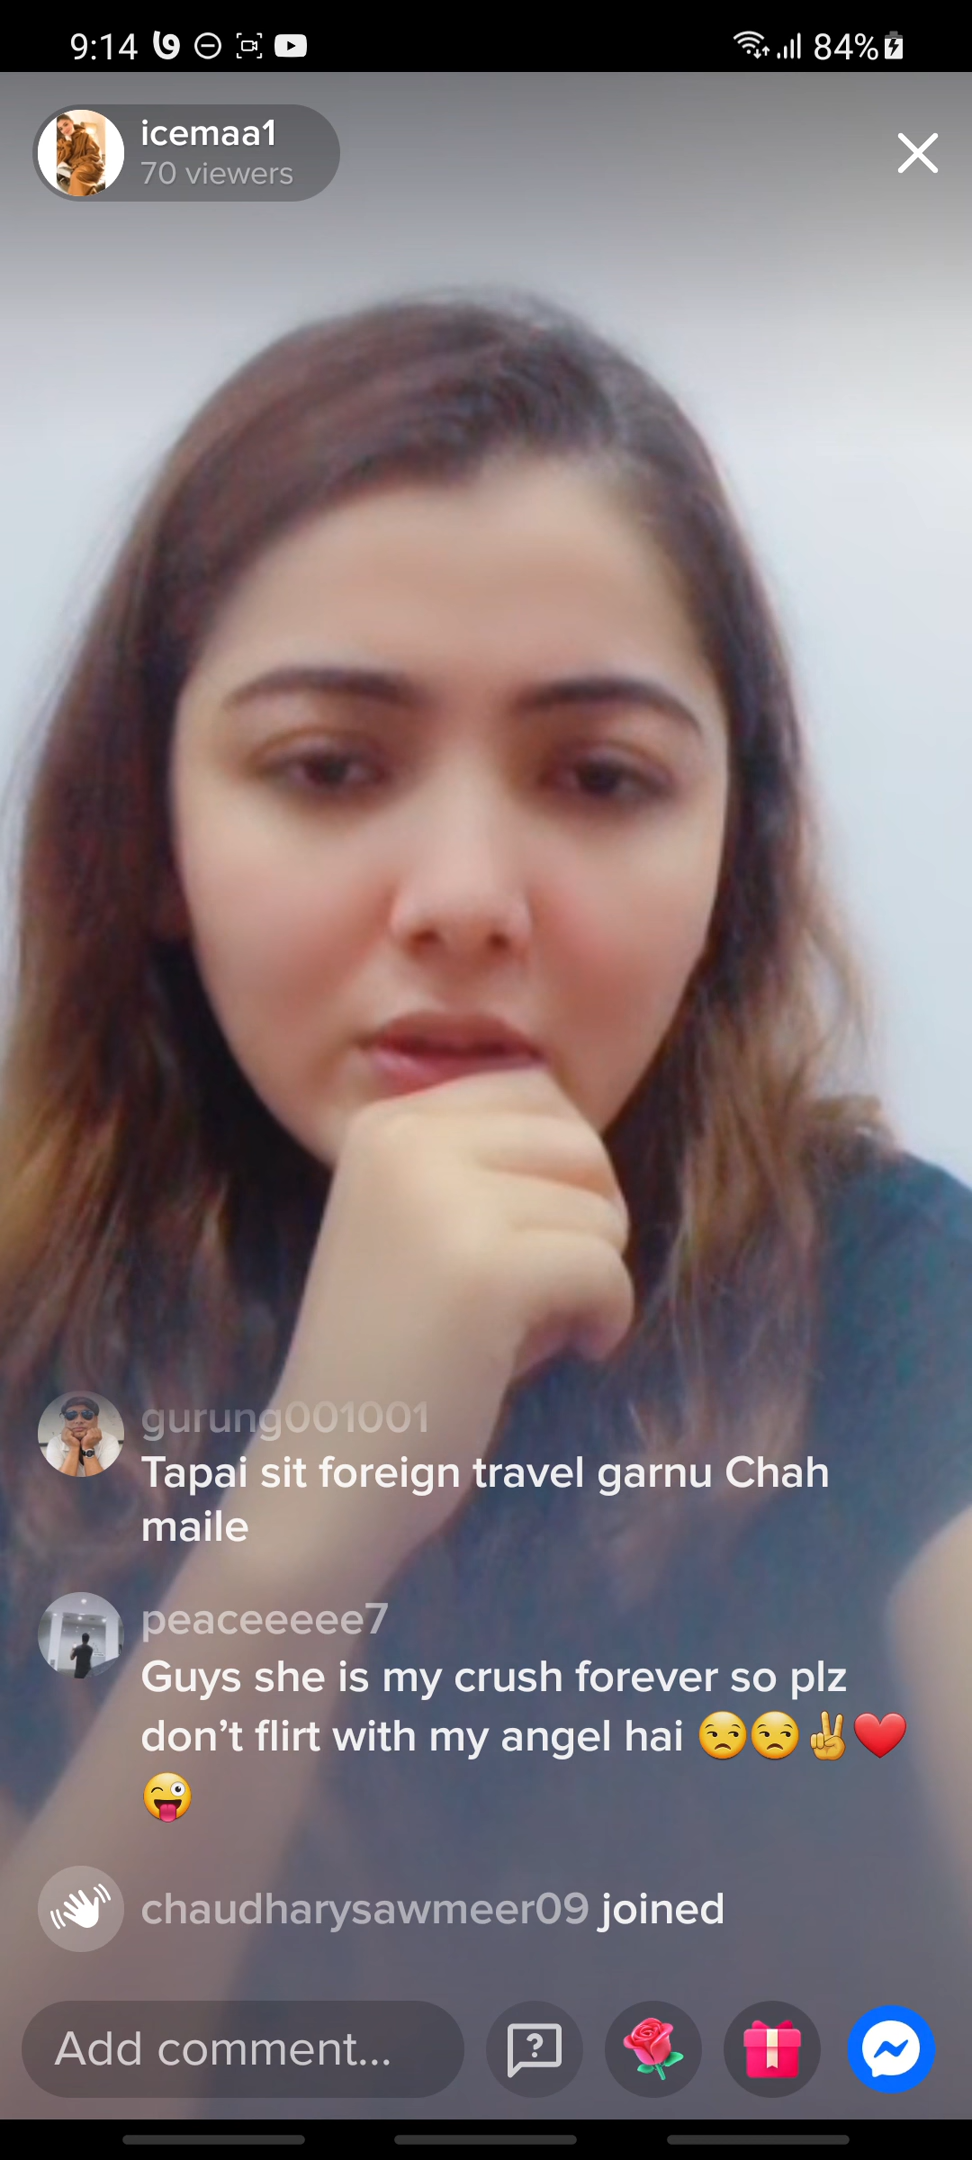 9:14
84%
icemaa1
70 viewers
gurung001001
Tapai sit foreign travel garnu Chah
maile
peaceeeee7
Guys she is my crush forever so plz
don’t flirt with my angel hai 😒😒✌️❤️
😜
chaudharysawmeer09 joined
Add comment...